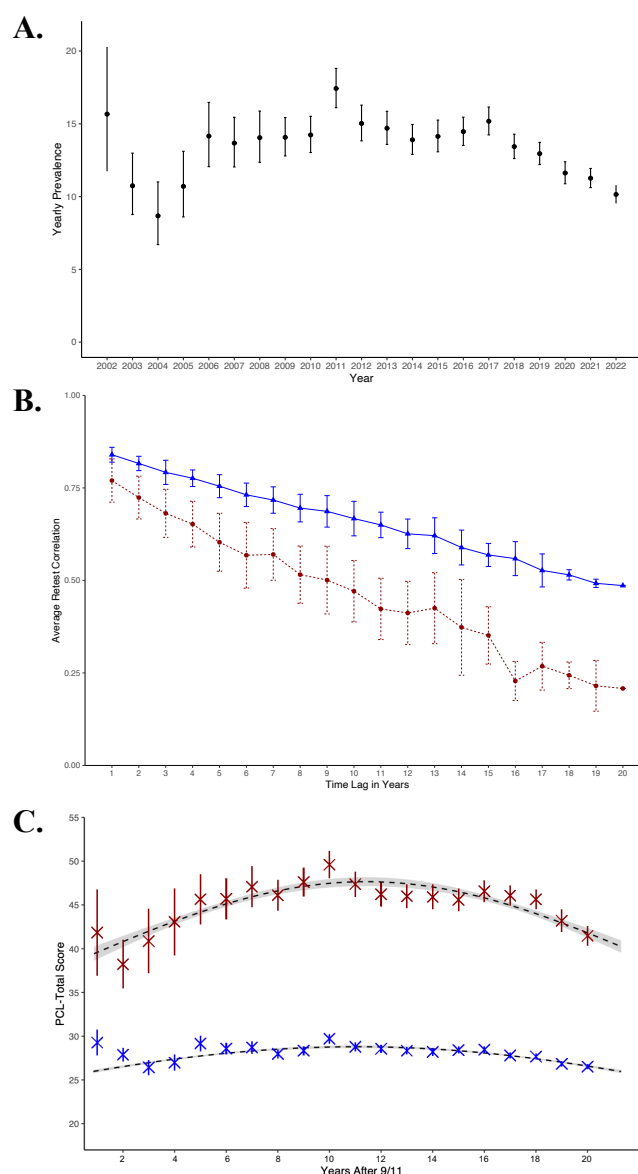 A.
20
15
10
5
0
Yearly Prevalence
2002 2003 2004 2005 2006 2007 2008 2009 2010 2011 2012 2013 2014 2015 2016 2017 2018 2019 2020 2021 2022
Year
B.
1.00
0.75
0.50
0.25
0.00
Average Retest Correlation
1 2 3 4 5 6 7 8 9 10 11 12 13 14 15 16 17 18 19 20
Time Lag in Years
C.
55
50
45
40
35
30
25
20
PCL-Total Score
2 4 6 8 10 12 14 16 18 20
Years After 9/11